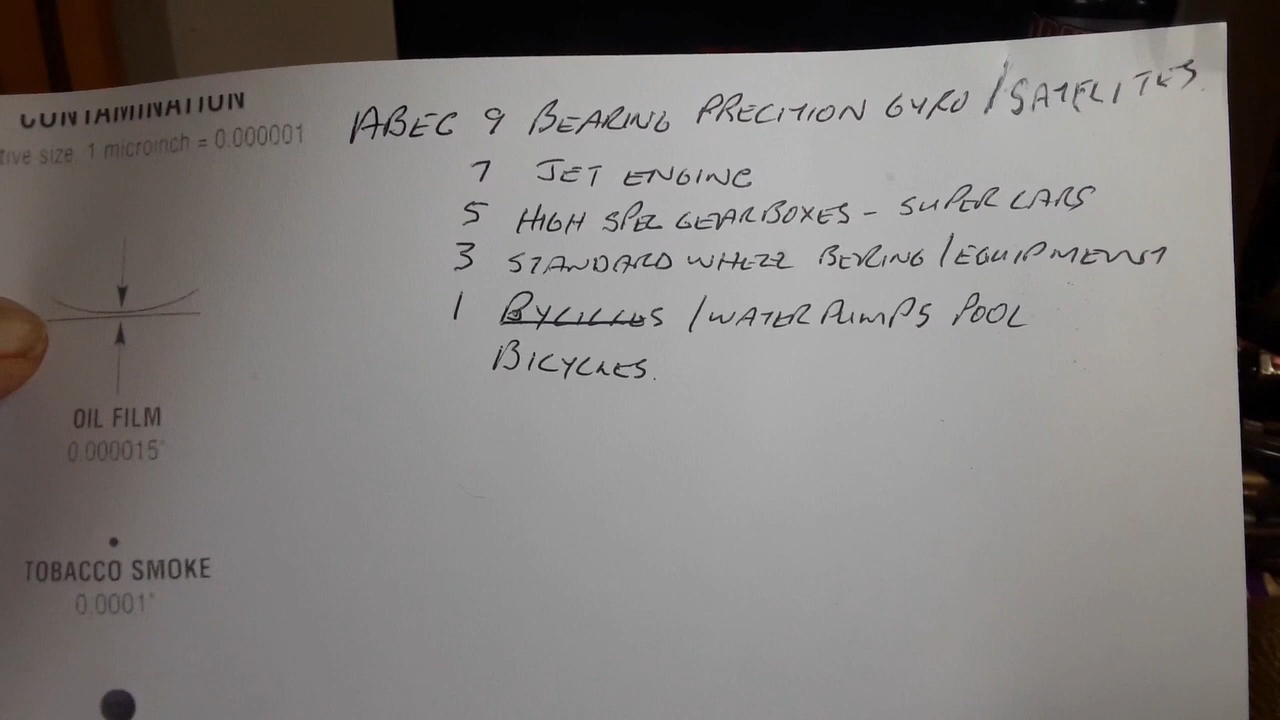 CONTAMINATION
tive size. 1 microinch = 0.000001
ABEC 9 BEARING PRECITION GYRO / SATELITES.
7 JET ENGINE
5 HIGH SPEC GEARBOXES - SUPER CARS
3 STANDARD WHEEL BEARING / EQUIPMENT
1 BYCICLES / WATER PUMPS POOL
BICYCLES.
OIL FILM
0.000015"
TOBACCO SMOKE
0.0001"